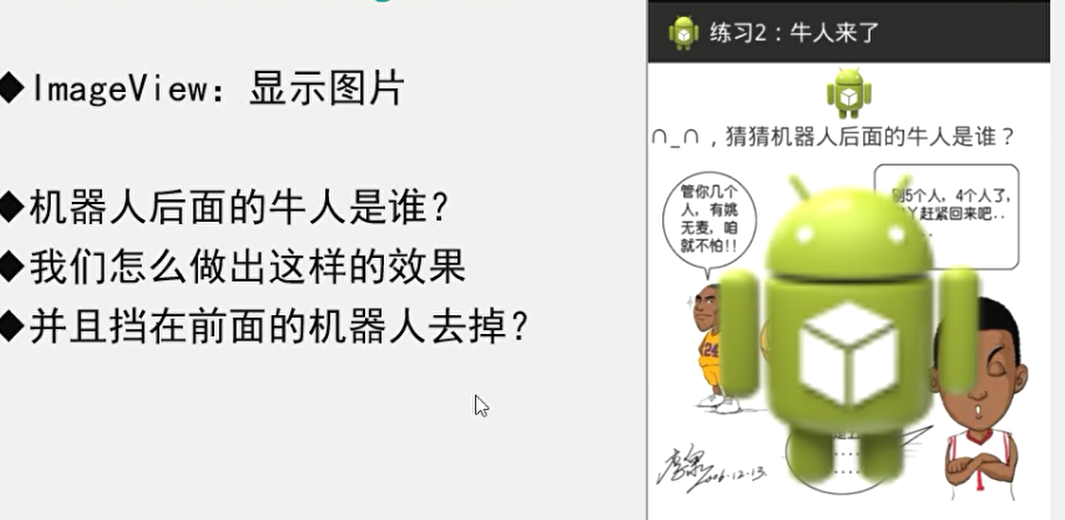 ◆ImageView：显示图片
◆机器人后面的牛人是谁？
◆我们怎么做出这样的效果
◆并且挡在前面的机器人去掉？
练习2：牛人来了
∩_∩，猜猜机器人后面的牛人是谁？
管你几个
人，有姚
无麦，咱
就不怕!!
别5个人，4个人了，
赶紧回来吧..
24
2006.12.13.